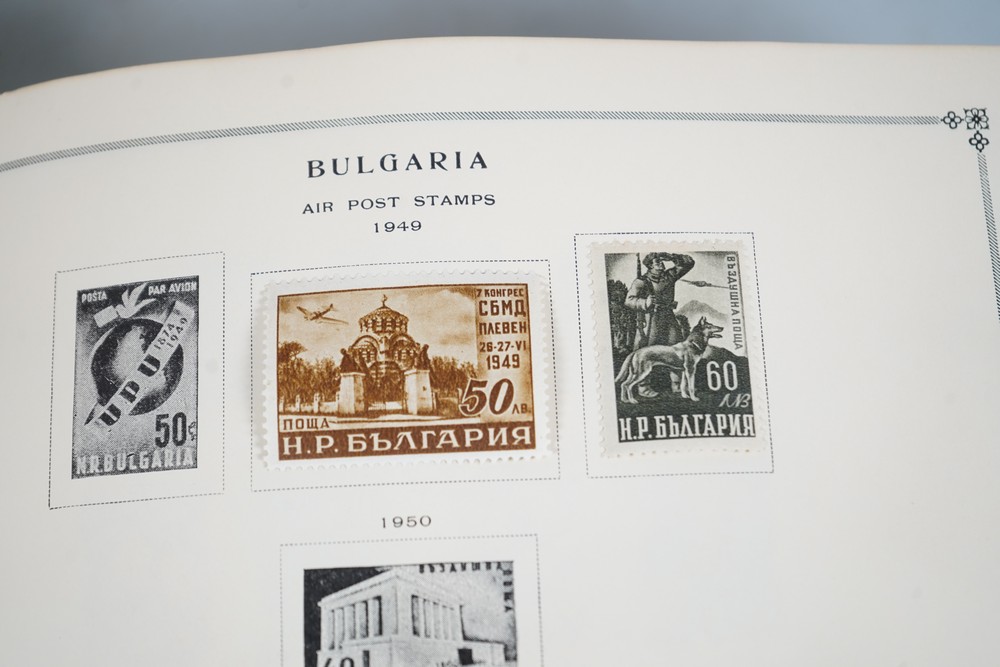 BULGARIA
AIR POST STAMPS
1949
POSTA PAR AVION
UPU 1874-1949
50
N.R. BULGARIA
7 КОНГРЕС
СБМД
ПЛЕВЕН
26-27-VI
1949
50 ЛВ.
ПОЩА
Н.Р. БЪЛГАРИЯ
ВЪЗДУШНА ПОЩА
60
ЛВ
Н.Р. БЪЛГАРИЯ
1950